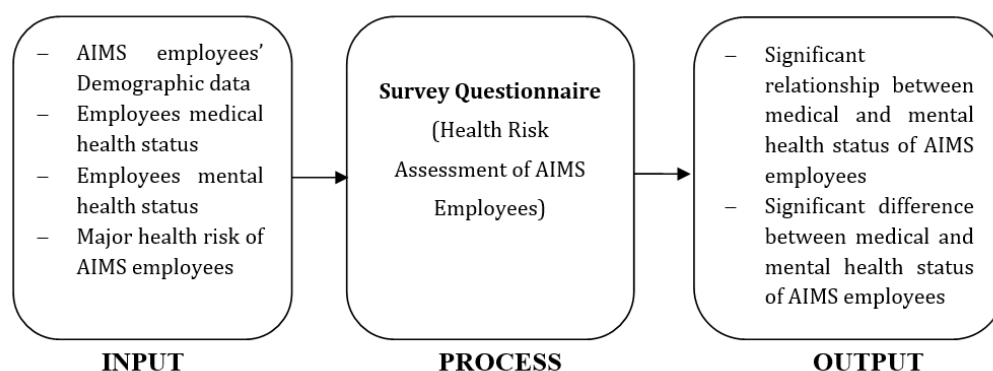 – AIMS employees’
Demographic data
– Employees medical
health status
– Employees mental
health status
– Major health risk of
AIMS employees
INPUT
Survey Questionnaire
(Health Risk
Assessment of AIMS
Employees)
PROCESS
– Significant
relationship between
medical and mental
health status of AIMS
employees
– Significant difference
between medical and
mental health status
of AIMS employees
OUTPUT